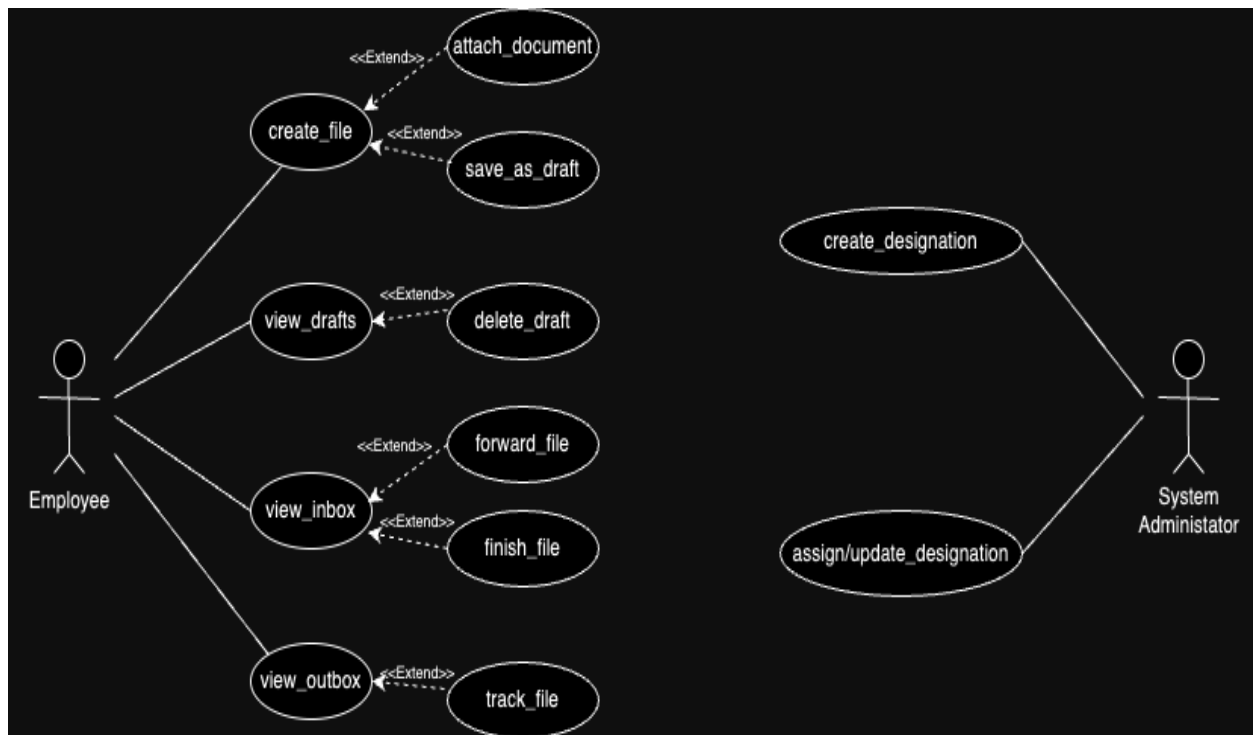 attach_document
<<Extend>>
create_file
<<Extend>>
save_as_draft
create_designation
<<Extend>>
view_drafts
delete_draft
<<Extend>>
forward_file
Employee
view_inbox
<<Extend>>
finish_file
System
Administator
assign/update_designation
<<Extend>>
view_outbox
track_file